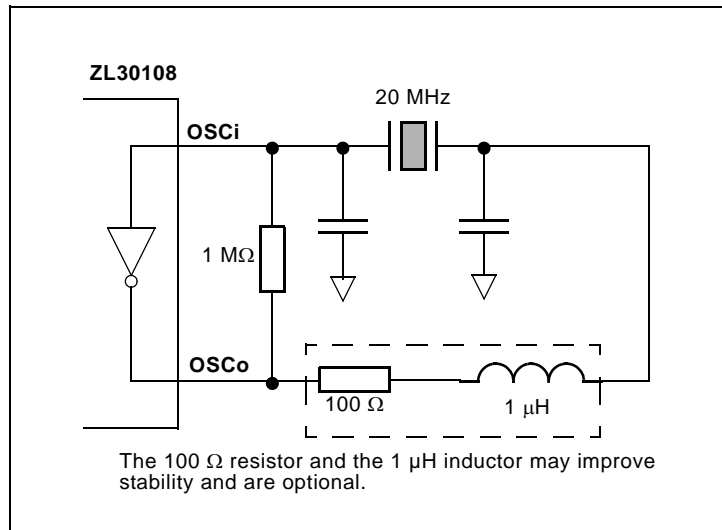 ZL30108
20 MHz
OSCi
1 MΩ
OSCo
100 Ω
1 μH
The 100 Ω resistor and the 1 µH inductor may improve
stability and are optional.